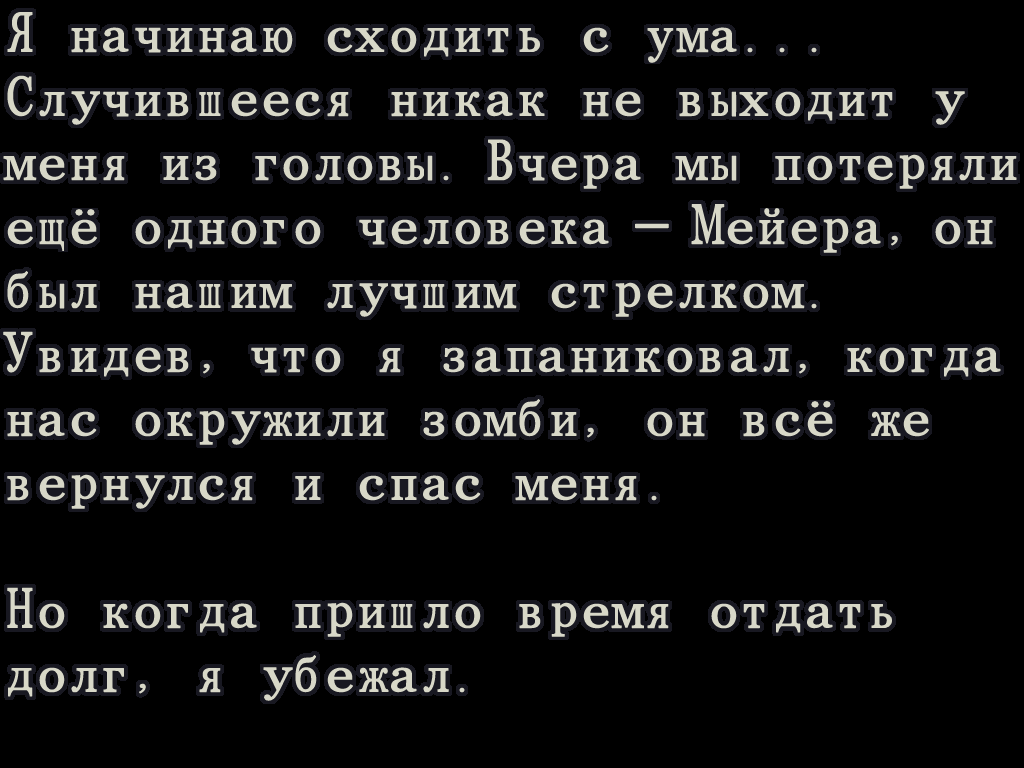 Я начинаю сходить с ума...
Случившееся никак не выходит у
меня из головы. Вчера мы потеряли
ещё одного человека — Мейера, он
был нашим лучшим стрелком.
Увидев, что я запаниковал, когда
нас окружили зомби, он всё же
вернулся и спас меня.
Но когда пришло время отдать
долг, я убежал.